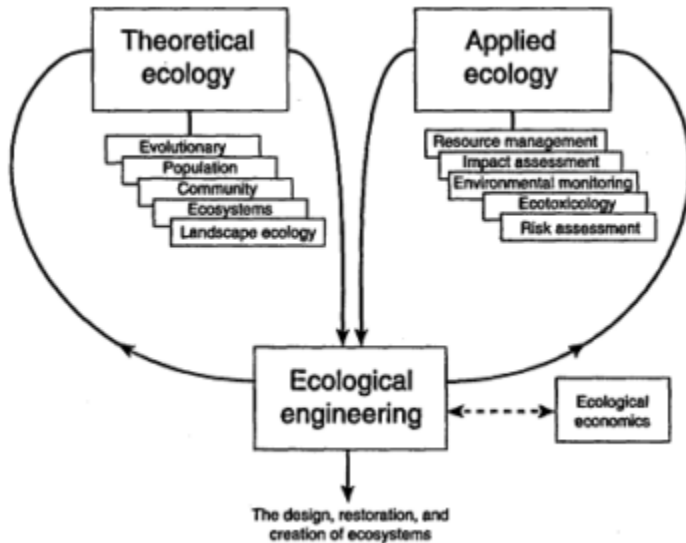 Theoretical
ecology
Applied
ecology
Evolutionary
Population
Community
Ecosystems
Landscape ecology
Resource management
Impact assessment
Environmental monitoring
Ecotoxicology
Risk assessment
Ecological
engineering
Ecological
economics
The design, restoration, and
creation of ecosystems